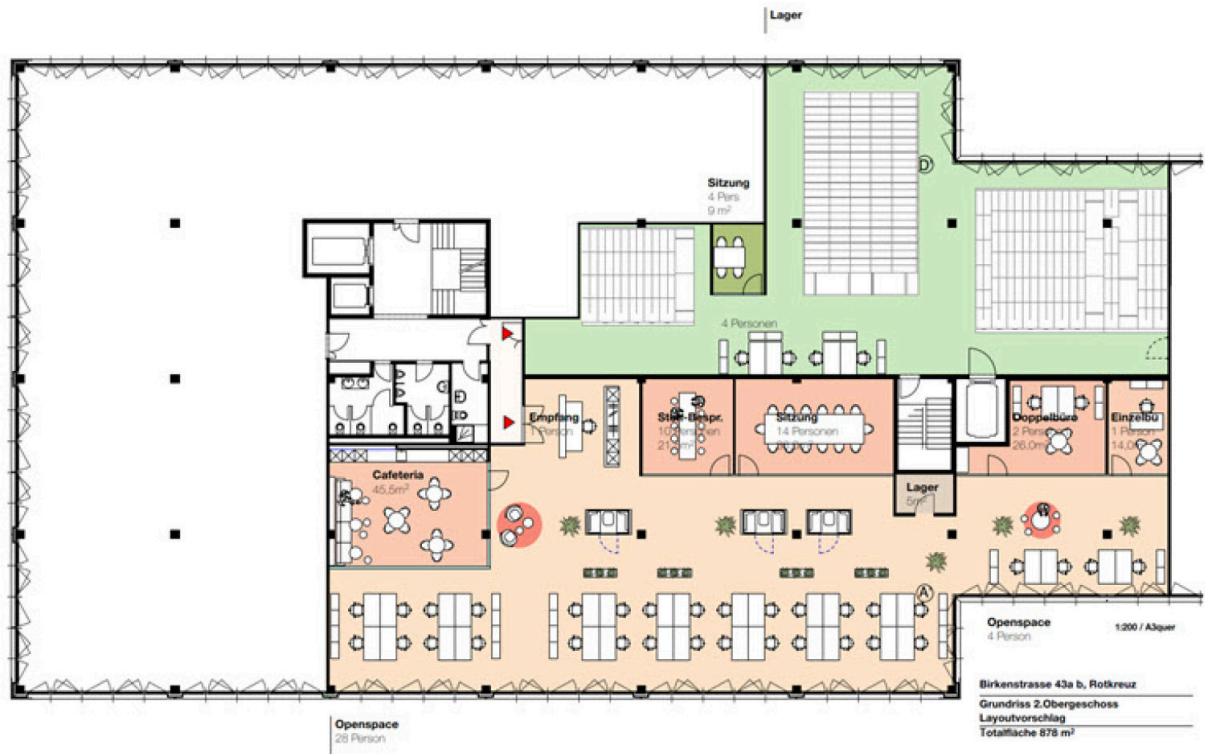 Lager
Sitzung
4 Pers
9 m²
D'
4 Personen
Empfang
Person
Sitzung
14 Personen
Doppelbüro
2
26,0m²
Einzelbü
1 Person
14,0
Cafeteria
45,5m²
Lager
5m²
A
Openspace
4 Person
1:200 / A3quer
Birkenstrasse 43a b, Rotkreuz
Grundriss 2.Obergeschoss
Layoutvorschlag
Totalfläche 878 m²
Openspace
28 Person